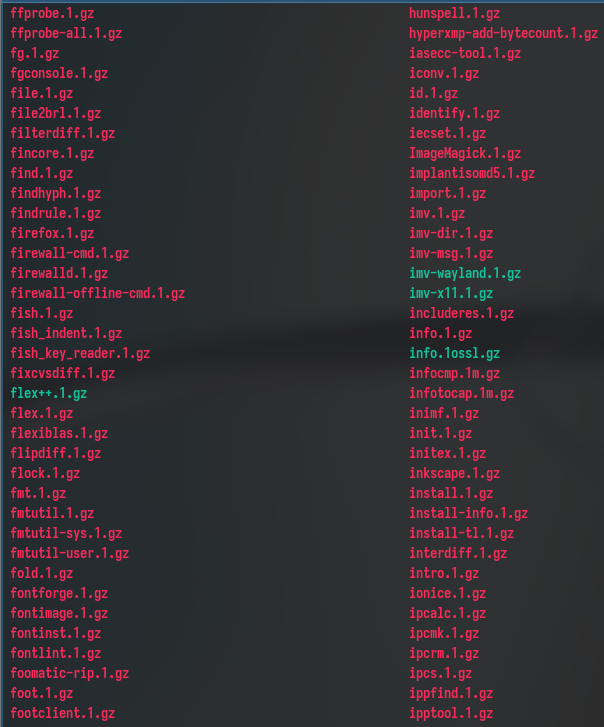 ffprobe.1.gz
ffprobe-all.1.gz
fg.1.gz
fgconsole.1.gz
file.1.gz
file2brl.1.gz
filterdiff.1.gz
fincore.1.gz
find.1.gz
findhyph.1.gz
findrule.1.gz
firefox.1.gz
firewall-cmd.1.gz
firewalld.1.gz
firewall-offline-cmd.1.gz
fish.1.gz
fish_indent.1.gz
fish_key_reader.1.gz
fixcvsdiff.1.gz
flex++.1.gz
flex.1.gz
flexiblas.1.gz
flipdiff.1.gz
flock.1.gz
fmt.1.gz
fmtutil.1.gz
fmtutil-sys.1.gz
fmtutil-user.1.gz
fold.1.gz
fontforge.1.gz
fontimage.1.gz
fontinst.1.gz
fontlint.1.gz
foomatic-rip.1.gz
foot.1.gz
footclient.1.gz
hunspell.1.gz
hyperxmp-add-bytecount.1.gz
iasecc-tool.1.gz
iconv.1.gz
id.1.gz
identify.1.gz
iecset.1.gz
ImageMagick.1.gz
implantisomd5.1.gz
import.1.gz
imv.1.gz
imv-dir.1.gz
imv-msg.1.gz
imv-wayland.1.gz
imv-x11.1.gz
includeres.1.gz
info.1.gz
info.1ossl.gz
infocmp.1m.gz
infotocap.1m.gz
inimf.1.gz
init.1.gz
initex.1.gz
inkscape.1.gz
install.1.gz
install-info.1.gz
install-tl.1.gz
interdiff.1.gz
intro.1.gz
ionice.1.gz
ipcalc.1.gz
ipcmk.1.gz
ipcrm.1.gz
ipcs.1.gz
ippfind.1.gz
ipptool.1.gz